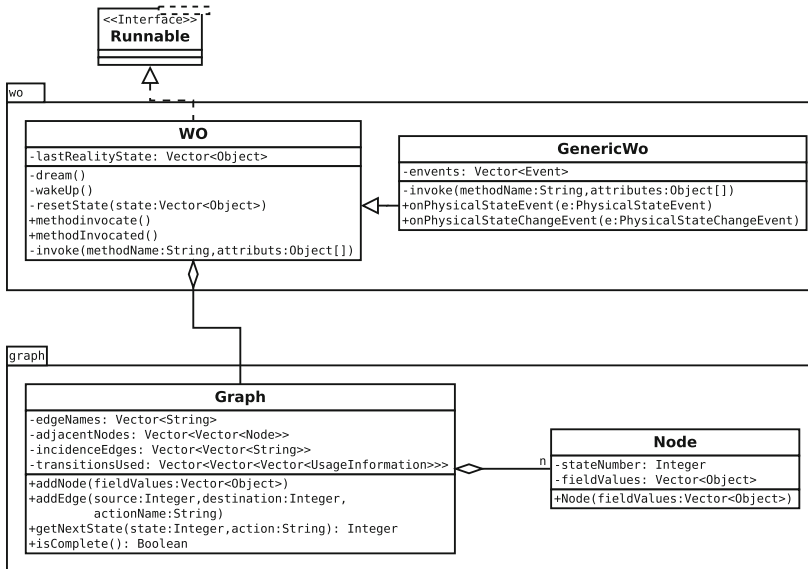 <<Interface>>
Runnable
wo
WO
-lastRealityState: Vector<Object>
-dream()
-wakeUp()
-resetState(state:Vector<Object>)
+methodinvocate()
+methodInvocated()
-invoke(methodName:String,attributs:Object[])
GenericWo
-envents: Vector<Event>
-invoke(methodName:String,attributes:Object[])
+onPhysicalStateEvent(e:PhysicalStateEvent)
+onPhysicalStateChangeEvent(e:PhysicalStateChangeEvent)
graph
Graph
-edgeNames: Vector<String>
-adjacentNodes: Vector<Vector<Node>>
-incidenceEdges: Vector<Vector<String>>
-transitionsUsed: Vector<Vector<Vector<UsageInformation>>>
+addNode(fieldValues:Vector<Object>)
+addEdge(source:Integer,destination:Integer,
actionName:String)
+getNextState(state:Integer,action:String): Integer
+isComplete(): Boolean
n
Node
-stateNumber: Integer
-fieldValues: Vector<Object>
+Node(fieldValues:Vector<Object>)